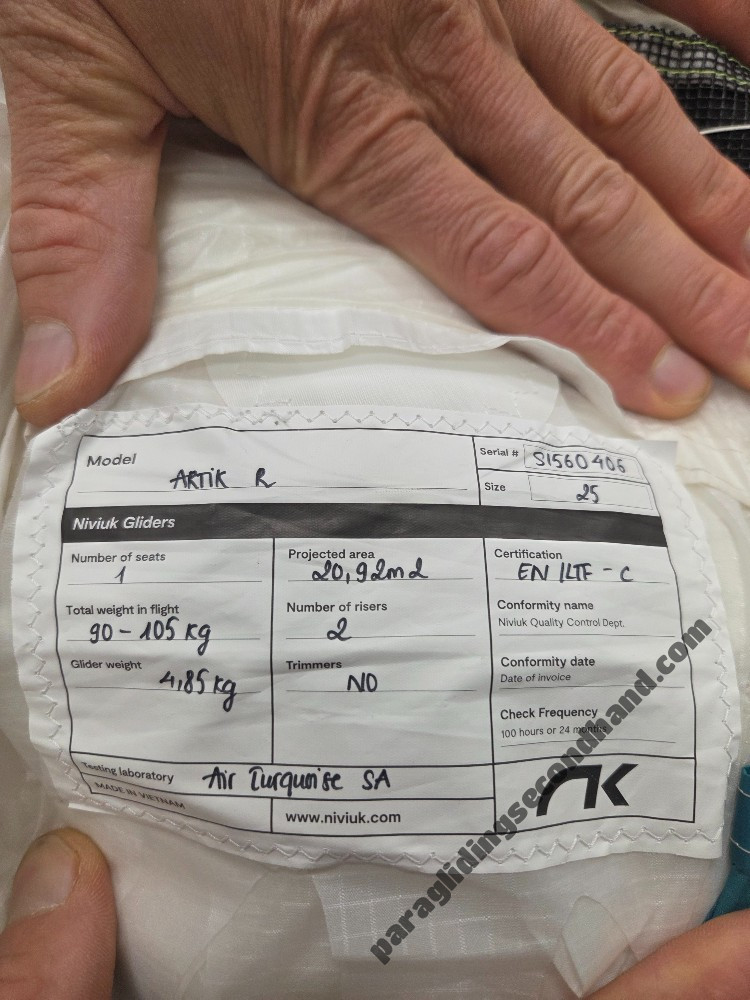 Model
ARTIK R
Serial # S1560406
Size 25
Niviuk Gliders
Number of seats
1
Total weight in flight
90 - 105 kg
Glider weight
4,85 kg
Projected area
20,92m2
Number of risers
2
Trimmers
NO
Certification
EN /LTF - C
Conformity name
Niviuk Quality Control Dept.
Conformity date
Date of invoice
Check Frequency
100 hours or 24 months
Testing laboratory Air Turquoise SA
MADE IN VIETNAM
www.niviuk.com
paraglidingsecondhand.com